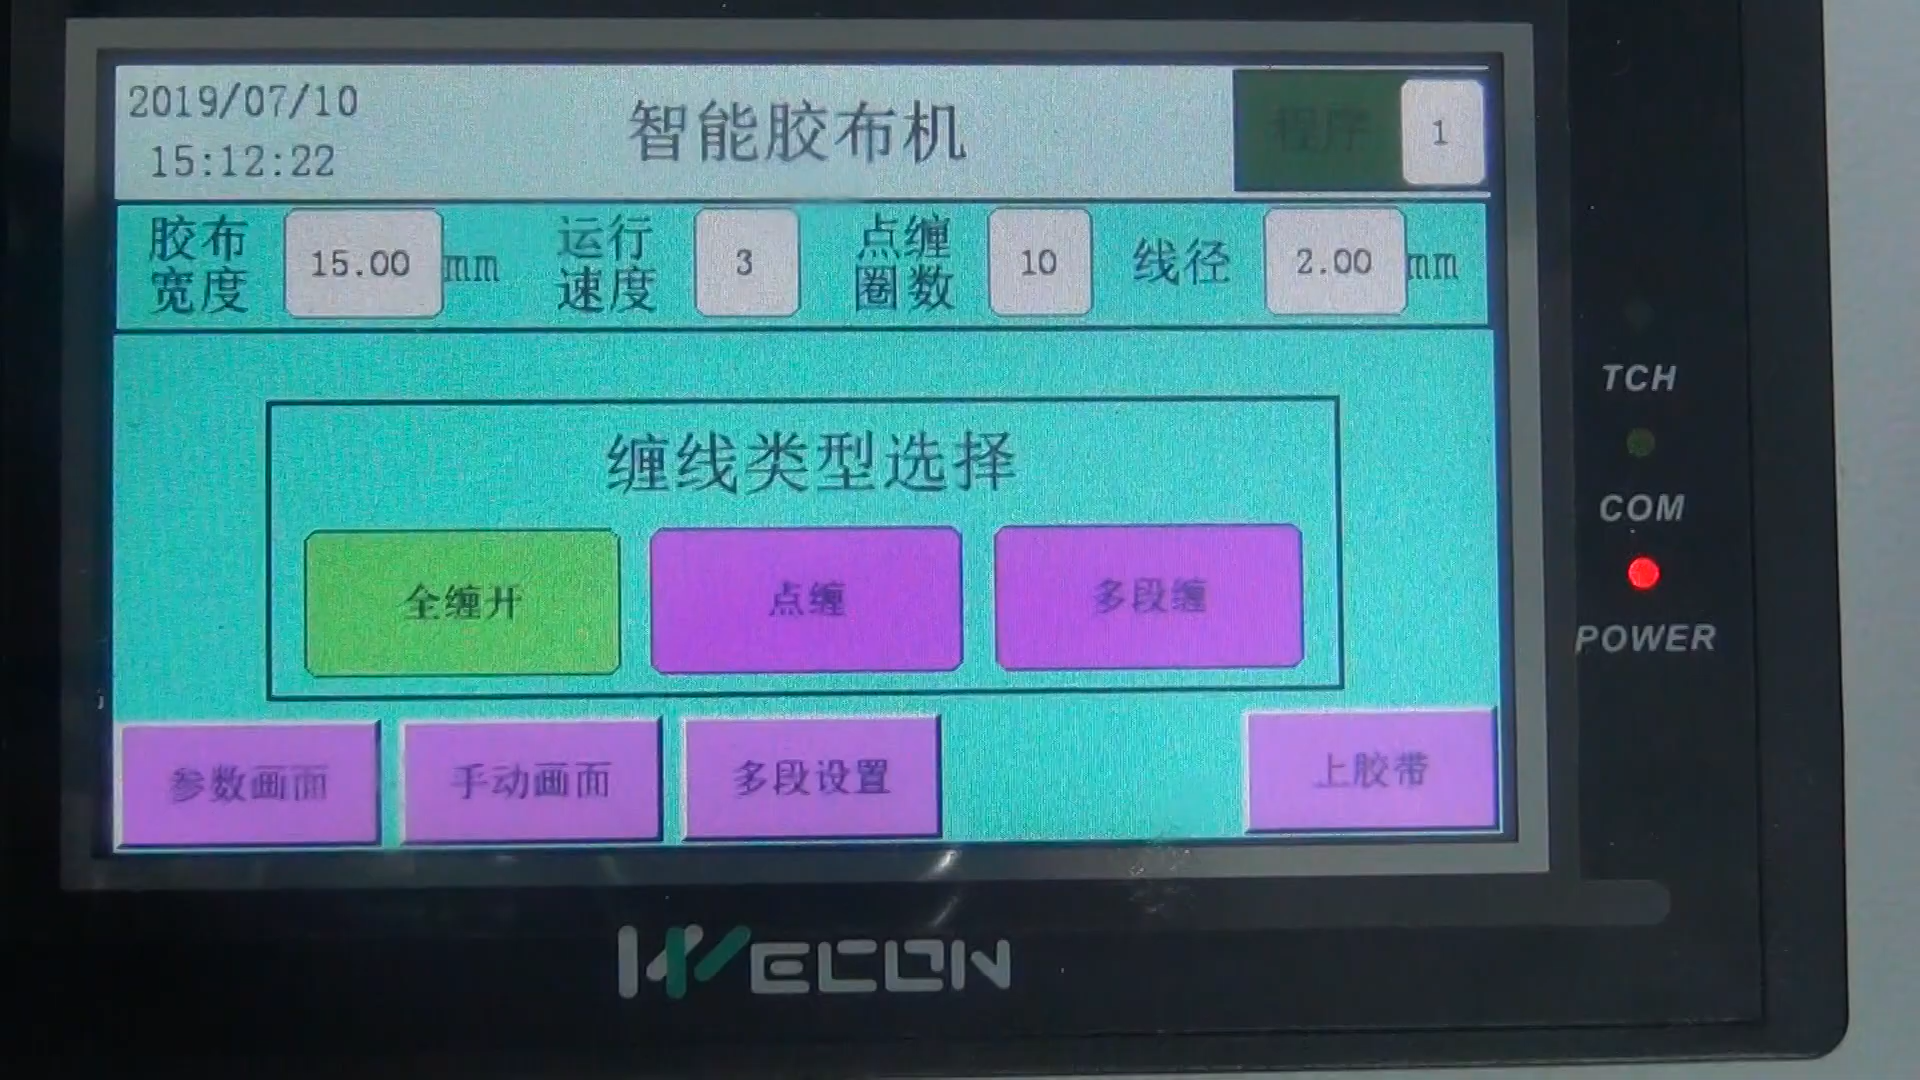 2019/07/10
15:12:22
智能胶布机
程序 1
胶布宽度 15.00 mm
运行速度 3
点缠圈数 10
线径 2.00 mm
缠线类型选择
全缠开 点缠 多段缠
参数画面 手动画面 多段设置 上胶带
TCH
COM
POWER
WECON